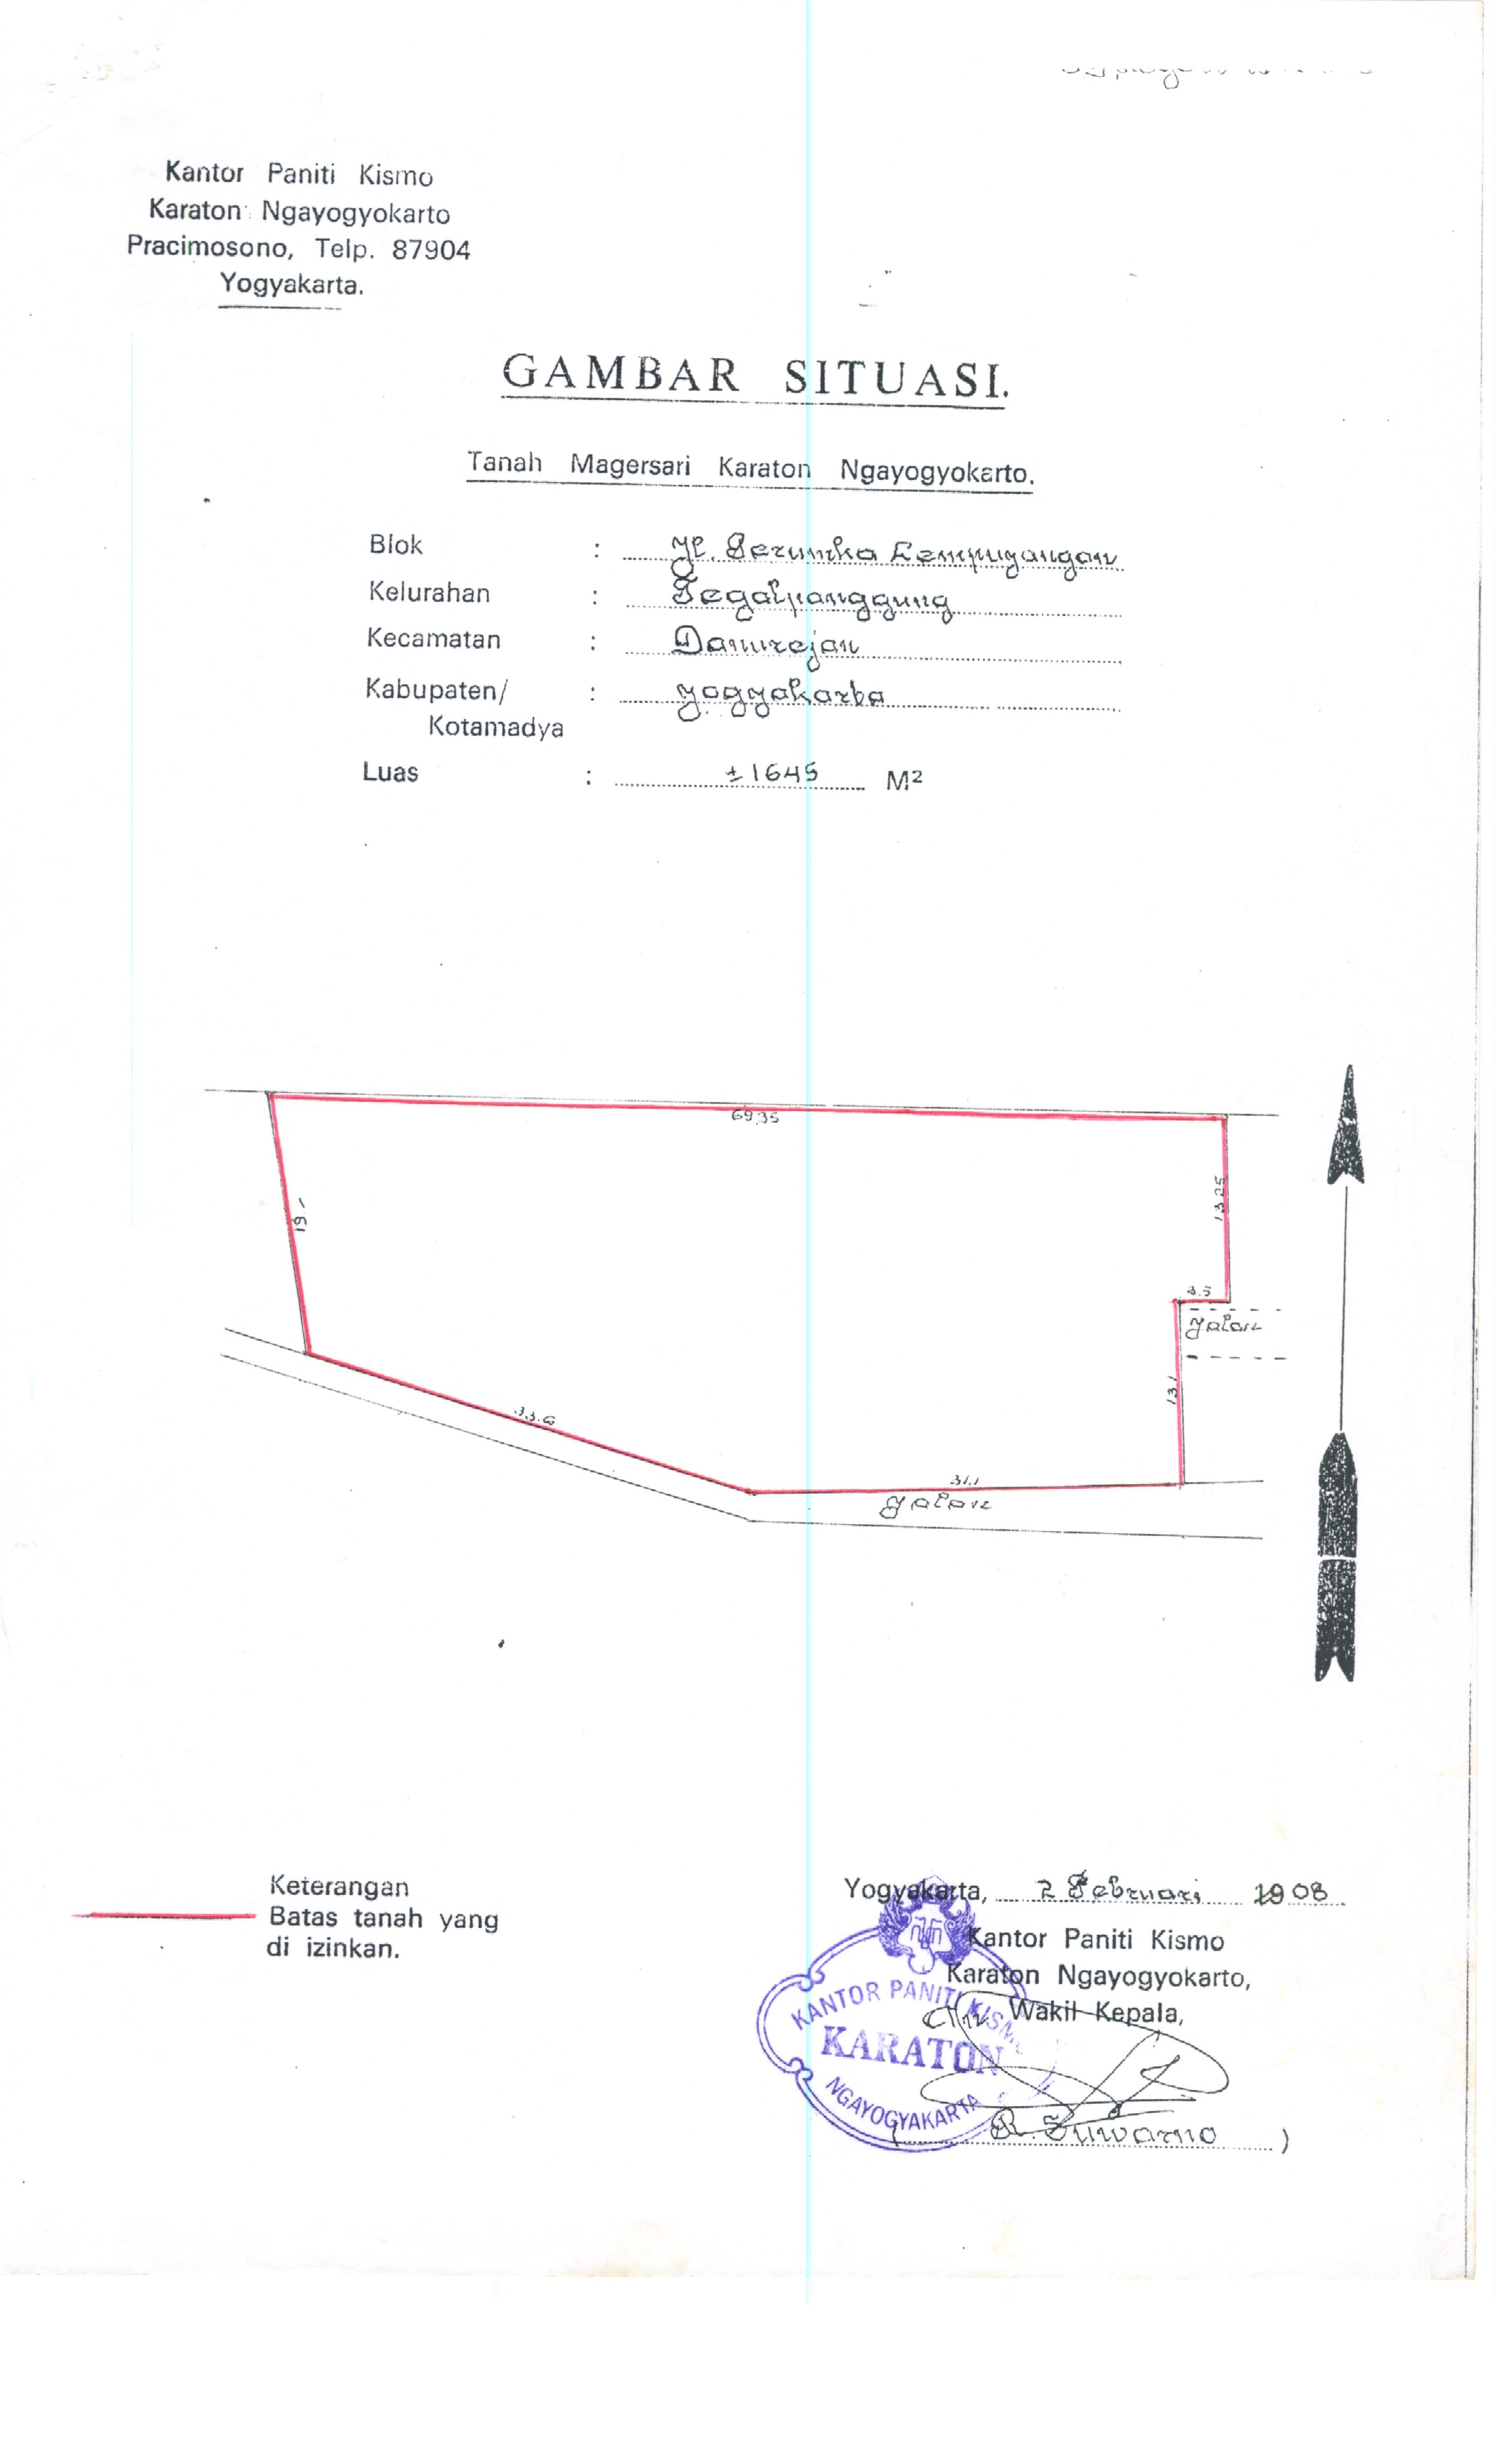 Kantor Paniti Kismo
Karaton Ngayogyokarto
Pracimosono, Telp. 87904
Yogyakarta.
GAMBAR SITUASI.
Tanah Magersari Karaton Ngayogyokarto.
Blok : Jl. Lempuyangan
Kelurahan : Tegalpanggung
Kecamatan : Danurejan
Kabupaten/ : Yogyakarta
Kotamadya
Luas : ±1645 M²
69,35
19.-
13,25
3.5
Jalan
13,1
33.6
31,1
Jalan
Keterangan
Batas tanah yang
di izinkan.
Yogyakarta, 2 Februari 2008
Kantor Paniti Kismo
Karaton Ngayogyokarto,
Wakil Kepala,
KANTOR PANITI KISMO
KARATON
NGAYOGYAKARTA
( R. Suwarno )